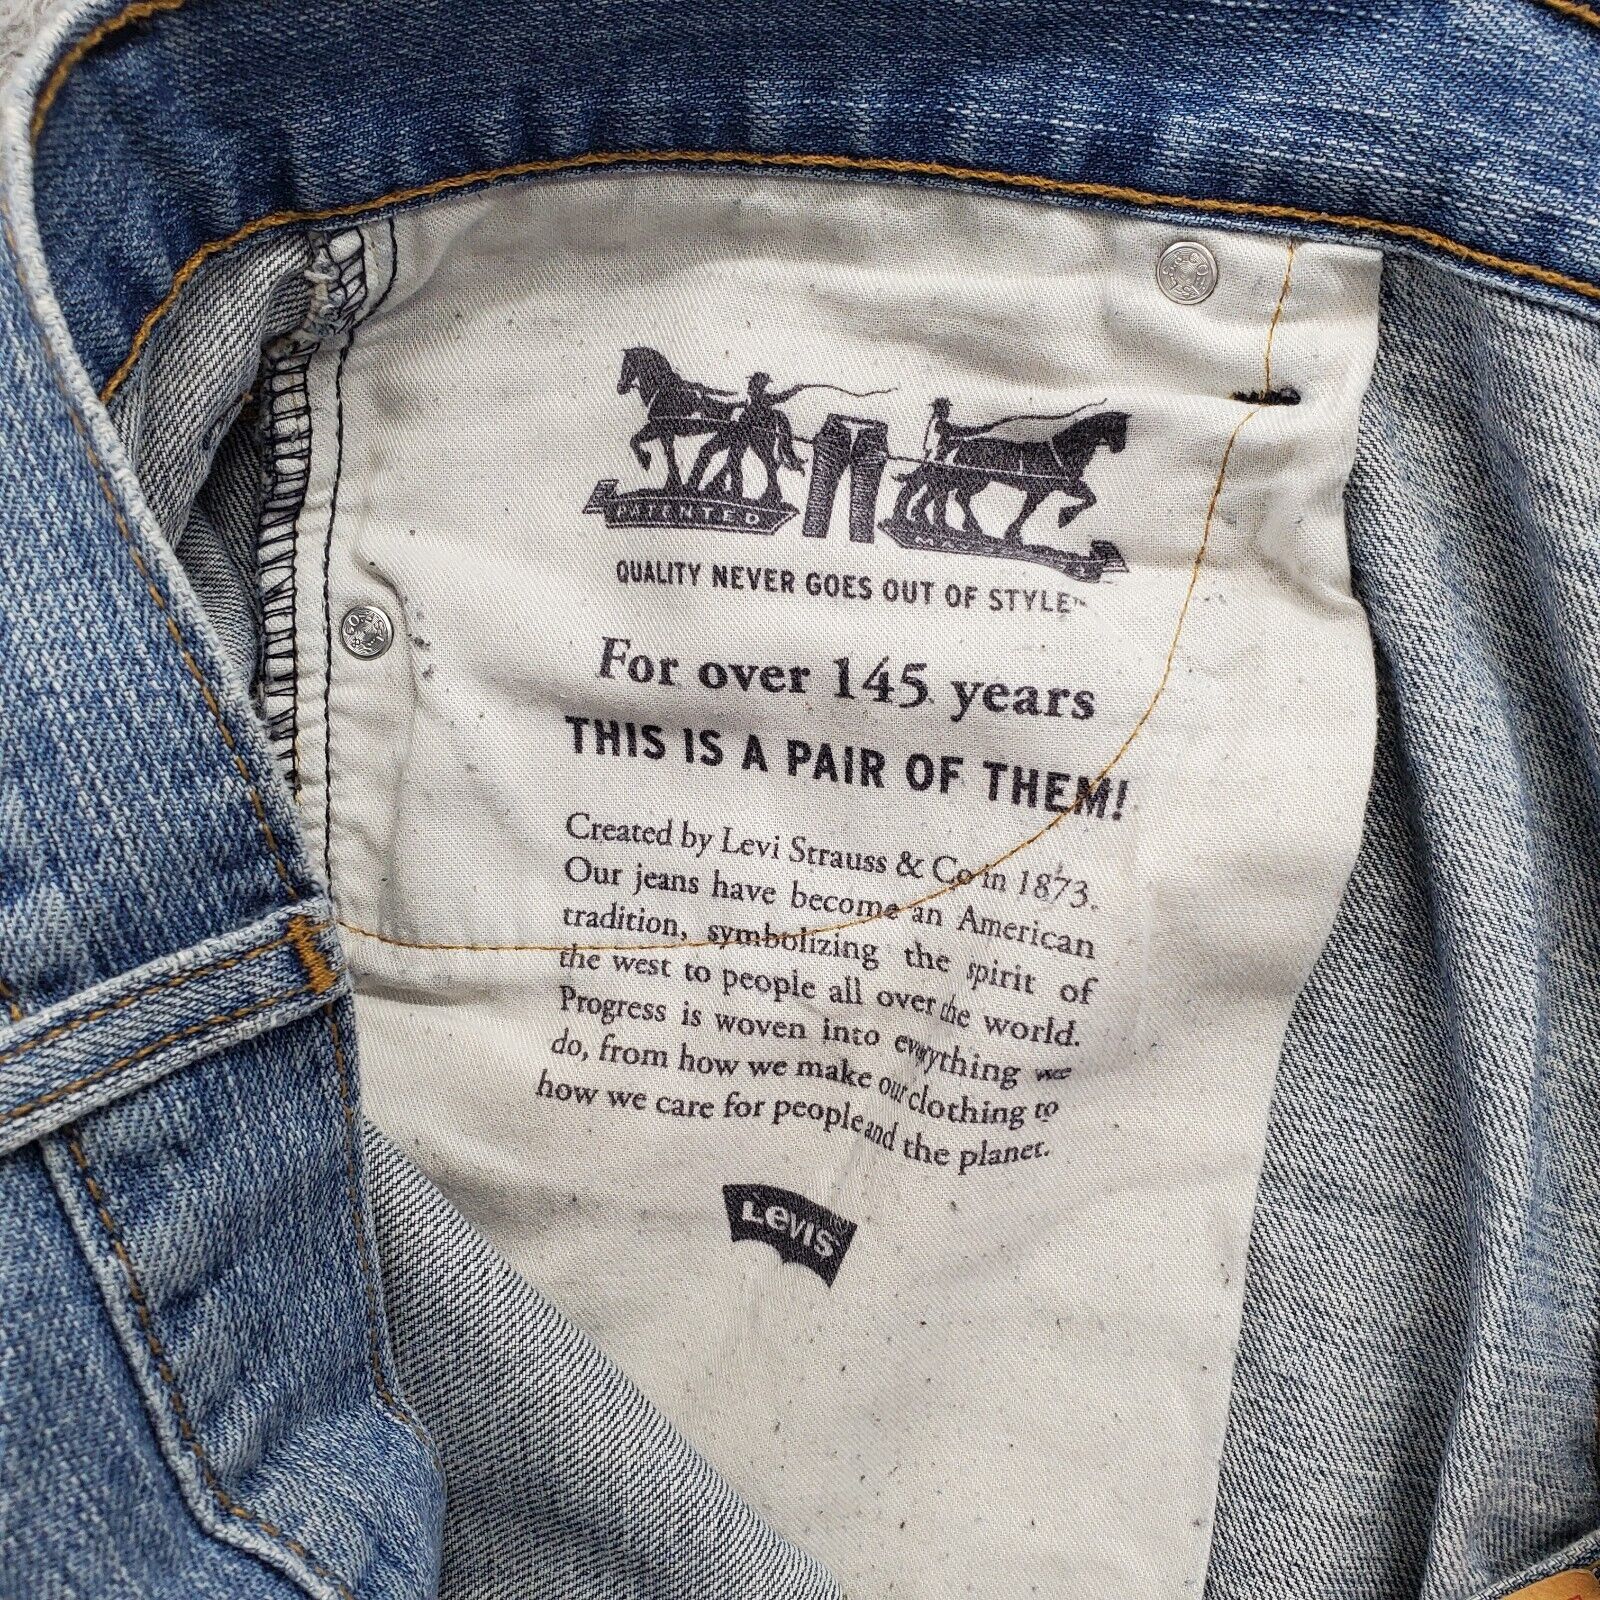 PATENTED
QUALITY NEVER GOES OUT OF STYLE™
For over 145 years
THIS IS A PAIR OF THEM!
Created by Levi Strauss & Co in 1873.
Our jeans have become an American
tradition, symbolizing the spirit of
the west to people all over the world.
Progress is woven into everything we
do, from how we make our clothing to
how we care for people and the planet.
Levi's